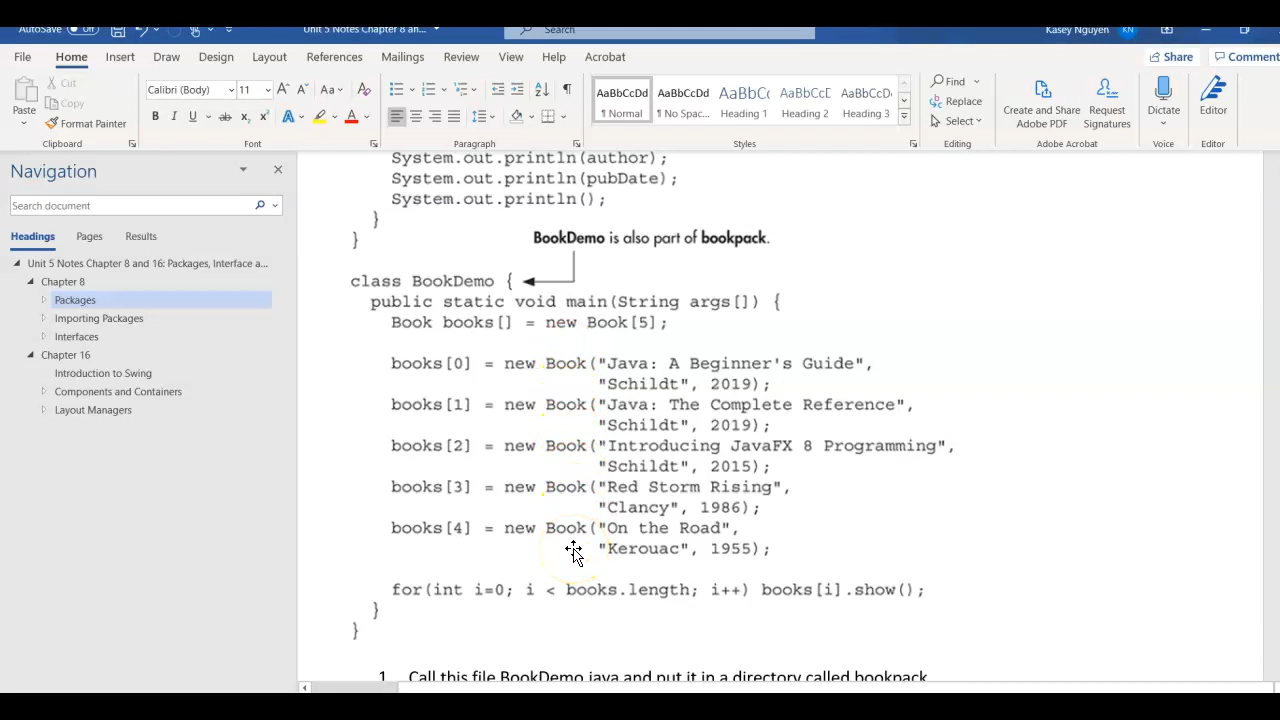 AutoSave Off Unit 5 Notes Chapter 8 an... Search Kasey Nguyen KN
File Home Insert Draw Design Layout References Mailings Review View Help Acrobat Share Comment
Paste Cut Copy Format Painter
Clipboard
Calibri (Body) 11
Font
Paragraph
AaBbCcDd AaBbCcDd AaBbCc AaBbCcE AaBbCcDd
¶ Normal ¶ No Spac... Heading 1 Heading 2 Heading 3
Styles
Find Replace Select
Editing
Create and Share Adobe PDF Request Signatures
Adobe Acrobat
Dictate
Voice
Editor
Editor
Navigation
Search document
Headings Pages Results
Unit 5 Notes Chapter 8 and 16: Packages, Interface a...
Chapter 8
Packages
Importing Packages
Interfaces
Chapter 16
Introduction to Swing
Components and Containers
Layout Managers
System.out.println(author);
System.out.println(pubDate);
System.out.println();
}
}
BookDemo is also part of bookpack.
class BookDemo {
public static void main(String args[]) {
Book books[] = new Book[5];
books[0] = new Book("Java: A Beginner's Guide",
"Schildt", 2019);
books[1] = new Book("Java: The Complete Reference",
"Schildt", 2019);
books[2] = new Book("Introducing JavaFX 8 Programming",
"Schildt", 2015);
books[3] = new Book("Red Storm Rising",
"Clancy", 1986);
books[4] = new Book("On the Road",
"Kerouac", 1955);
for(int i=0; i < books.length; i++) books[i].show();
}
}
1. Call this file BookDemo.java and put it in a directory called bookpack